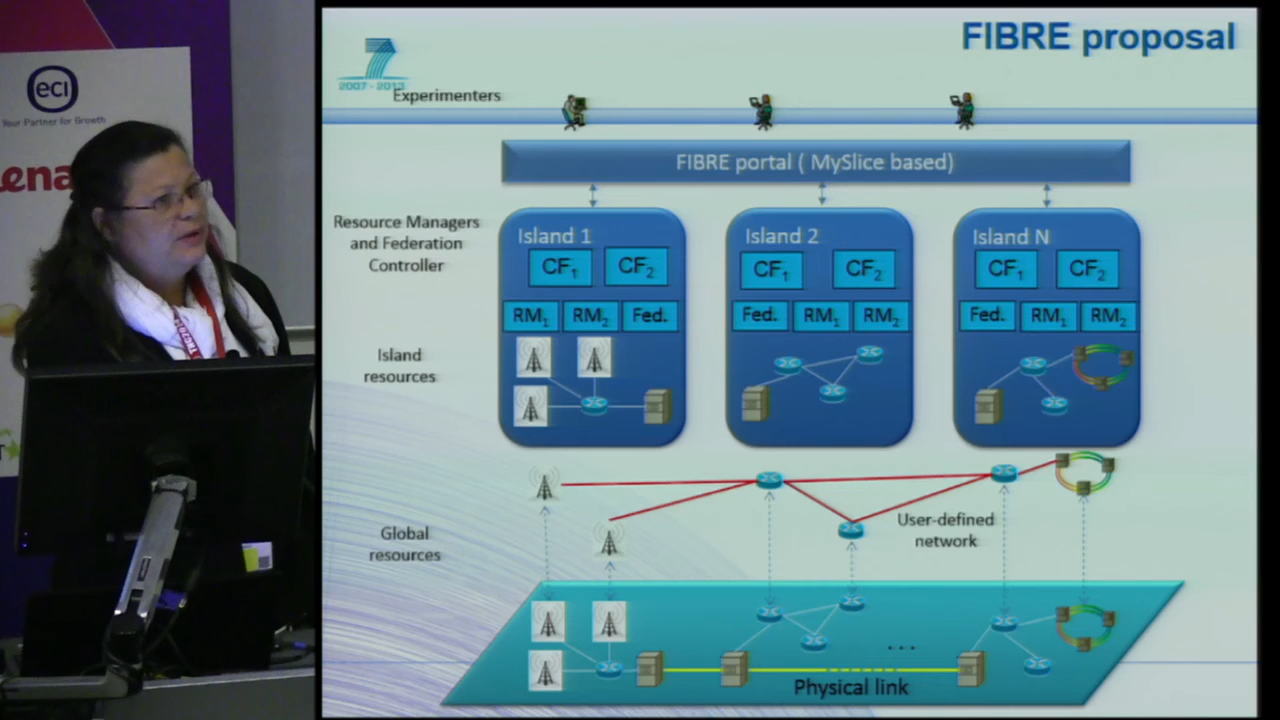 FIBRE proposal
7
2007 - 2013
eci
Your Partner for Growth
ena
Experimenters
FIBRE portal ( MySlice based)
Resource Managers
and Federation
Controller
Island 1
CF1
CF2
RM1
RM2
Fed.
Island 2
CF1
CF2
Fed.
RM1
RM2
Island N
CF1
CF2
Fed.
RM1
RM2
Island
resources
User-defined
network
Global
resources
...
Physical link